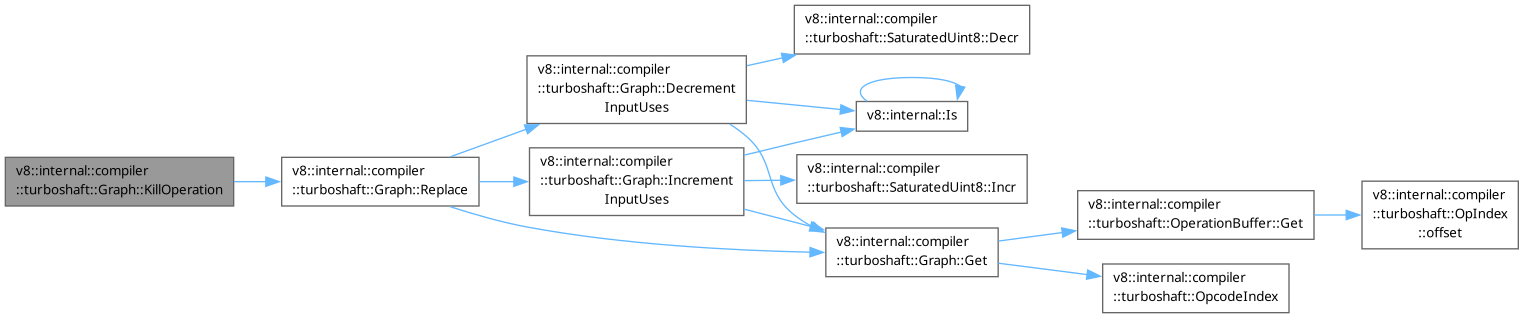 v8::internal::compiler
::turboshaft::Graph::KillOperation
v8::internal::compiler
::turboshaft::Graph::Replace
v8::internal::compiler
::turboshaft::Graph::Decrement
InputUses
v8::internal::compiler
::turboshaft::SaturatedUint8::Decr
v8::internal::Is
v8::internal::compiler
::turboshaft::Graph::Increment
InputUses
v8::internal::compiler
::turboshaft::SaturatedUint8::Incr
v8::internal::compiler
::turboshaft::Graph::Get
v8::internal::compiler
::turboshaft::OperationBuffer::Get
v8::internal::compiler
::turboshaft::OpIndex
::offset
v8::internal::compiler
::turboshaft::OpcodeIndex